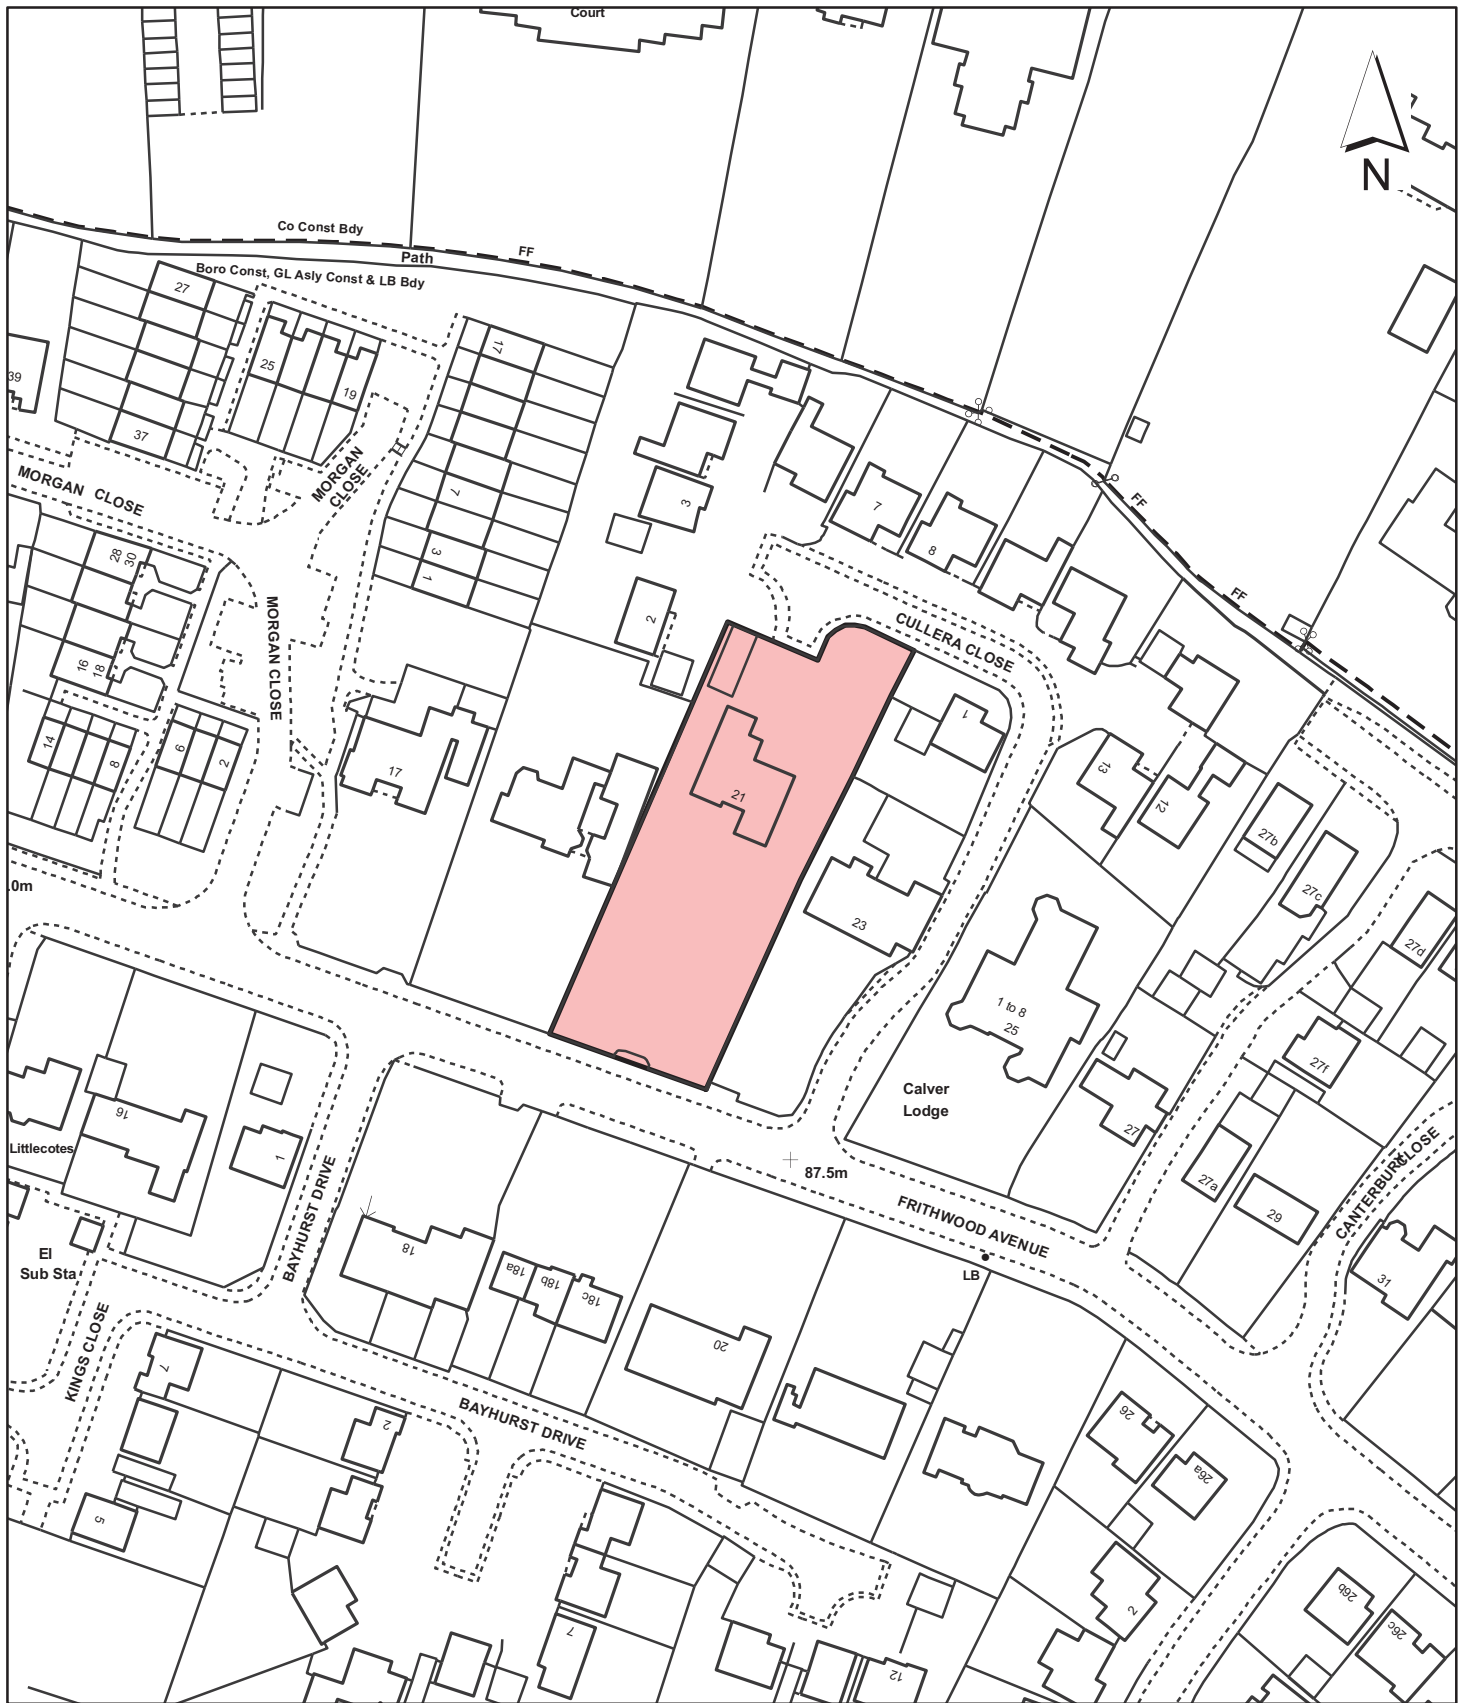 Court
N
Co Const Bdy
FF
Path
Boro Const, GL Asly Const & LB Bdy
27
17
39
25
19
37
MORGAN CLOSE
MORGAN
CLOSE
7
3
7
FF
3
8
28
30
1
FF
2
MORGAN CLOSE
CULLERA CLOSE
16
18
14
8
6
2
1
17
21
13
12
27b
27c
.0m
23
27d
1 to 8
25
27f
Calver
Lodge
16
27
Littlecotes
1
87.5m
CANTERBURY
CLOSE
27a
29
BAYHURST DRIVE
FRITHWOOD AVENUE
El
Sub Sta
18
18a
18b
18c
LB
31
KINGS CLOSE
20
7
2
BAYHURST DRIVE
26
26a
5
2
26b
26c
7
12